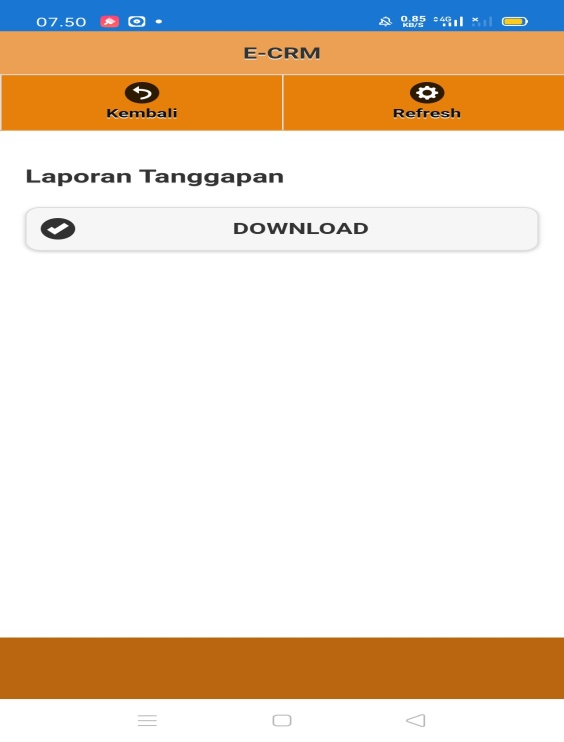 07.50 0.85 KB/S 4G
E-CRM
Kembali Refresh
Laporan Tanggapan
DOWNLOAD